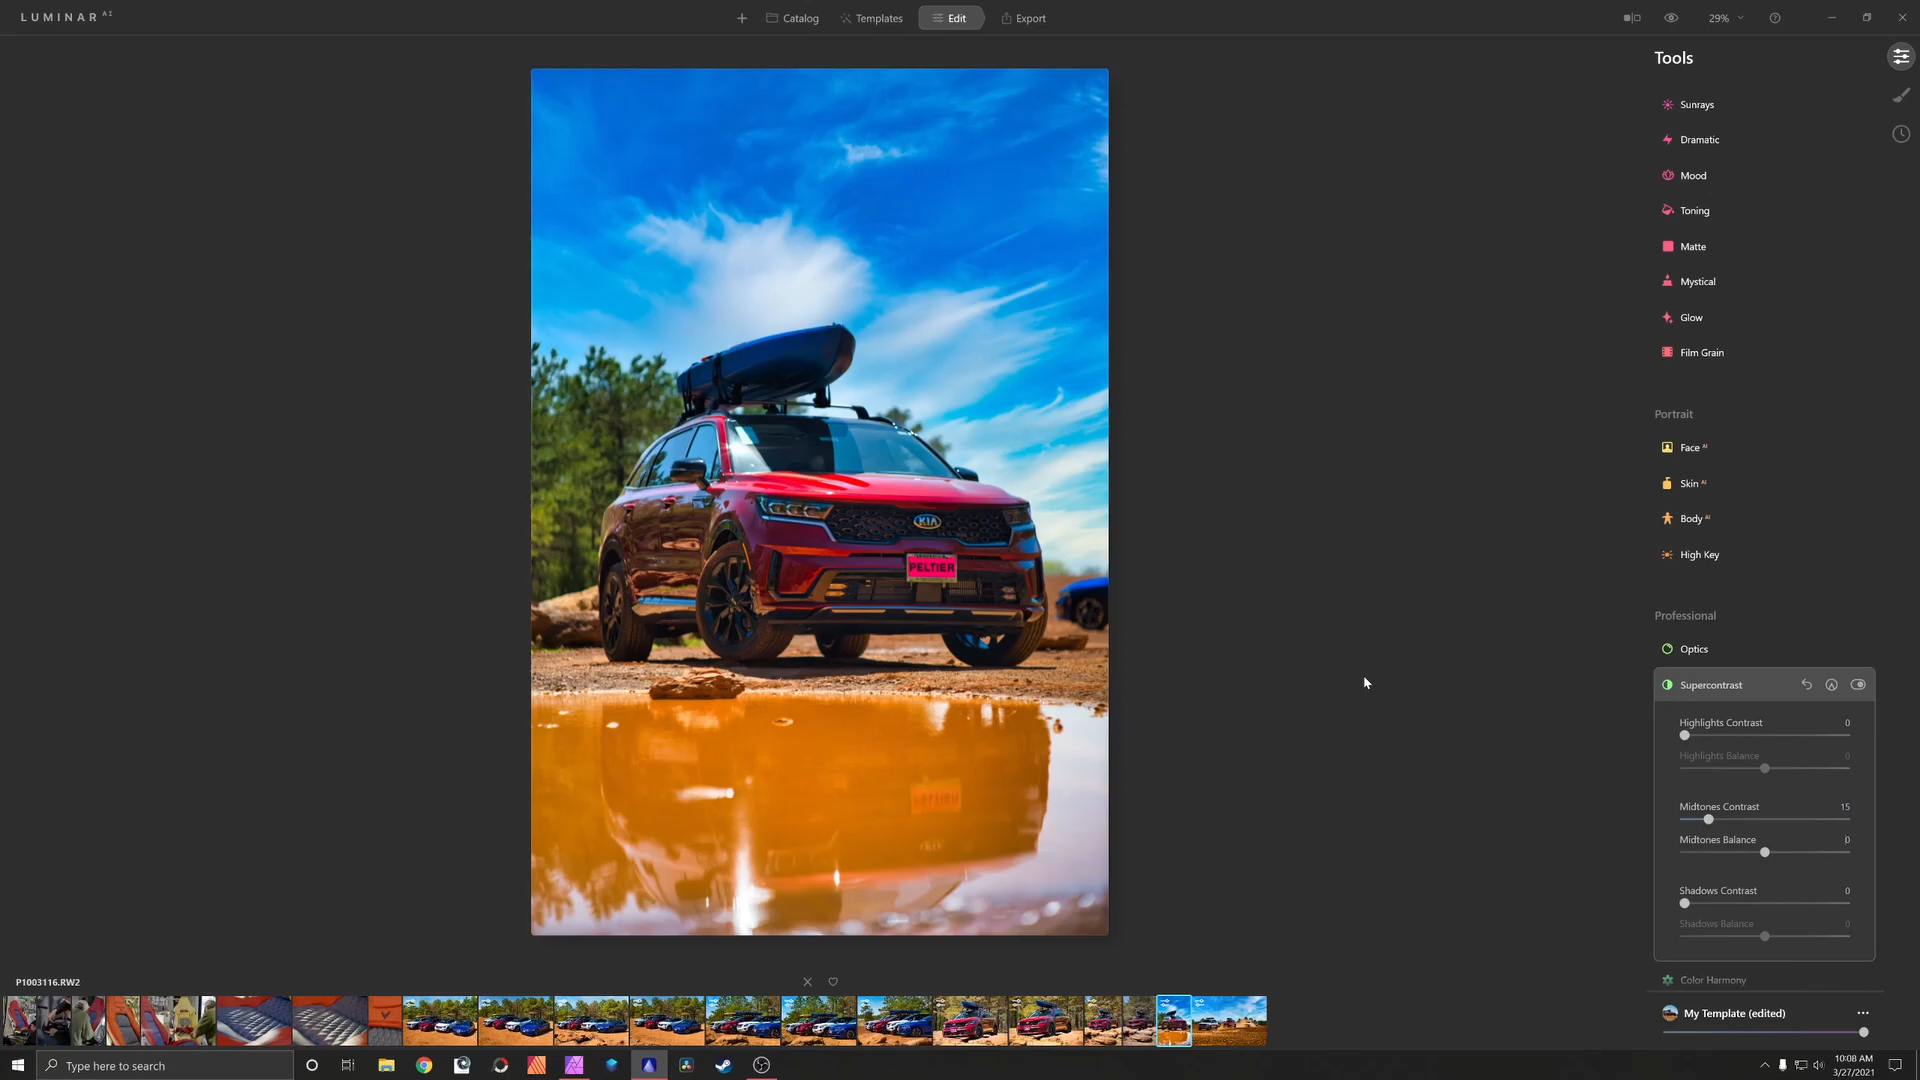 LUMINAR AI
Catalog
Templates
Edit
Export
29%
Tools
Sunrays
Dramatic
Mood
Toning
Matte
Mystical
Glow
Film Grain
Portrait
Face AI
Skin AI
Body AI
High Key
Professional
Optics
Supercontrast
Highlights Contrast 0
Highlights Balance 0
Midtones Contrast 15
Midtones Balance 0
Shadows Contrast 0
Shadows Balance 0
Color Harmony
My Template (edited)
KIA
PELTIER
P1003116.RW2
Type here to search
10:08 AM
3/27/2021